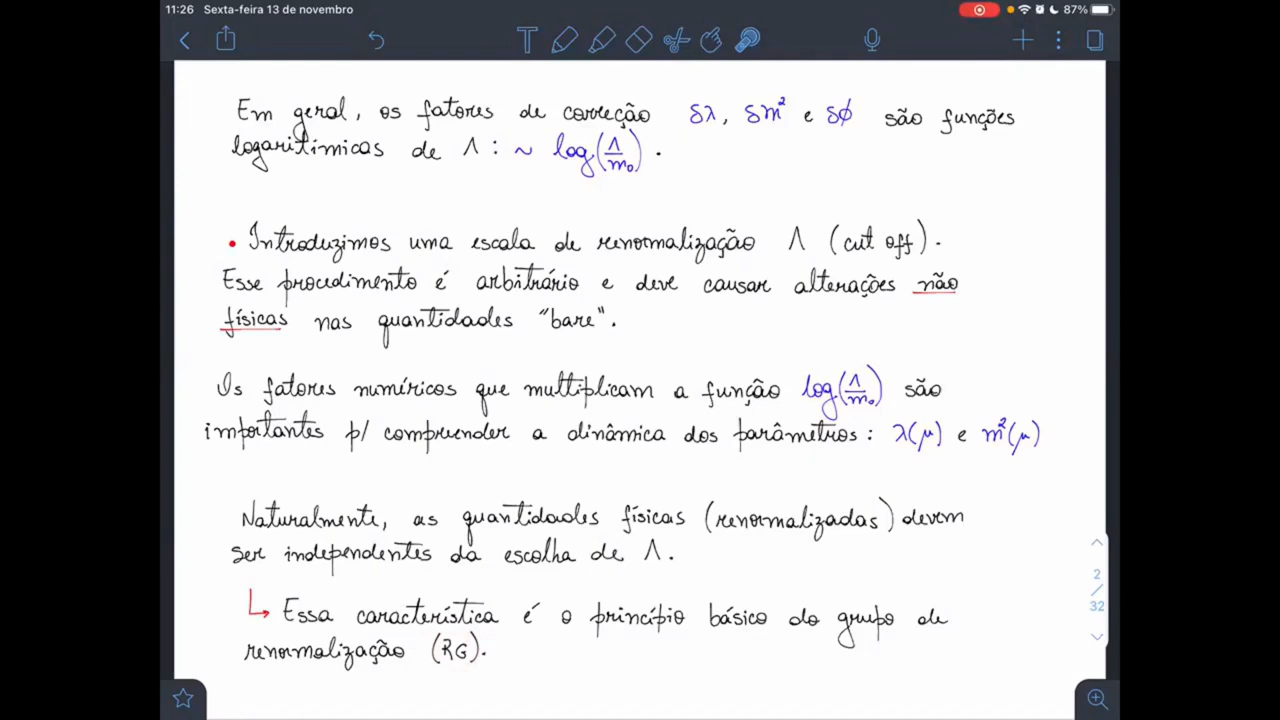 11:26 Sexta-feira 13 de novembro 87%
Em geral, os fatores de correção δλ, δm² e δϕ são funções
logaritímicas de Λ : ~ log(Λ/m₀) .
• Introduzimos uma escala de renormalização Λ (cut off).
Esse procedimento é arbitrário e deve causar alterações não
físicas nas quantidades "bare".
Os fatores numéricos que multiplicam a função log(Λ/m₀) são
importantes p/ compreender a dinâmica dos parâmetros : λ(μ) e m²(μ)
Naturalmente, as quantidades físicas (renormalizadas) devem
ser independentes da escolha de Λ.
↳ Essa característica é o princípio básico do grupo de
renormalização (RG).
2
/
32